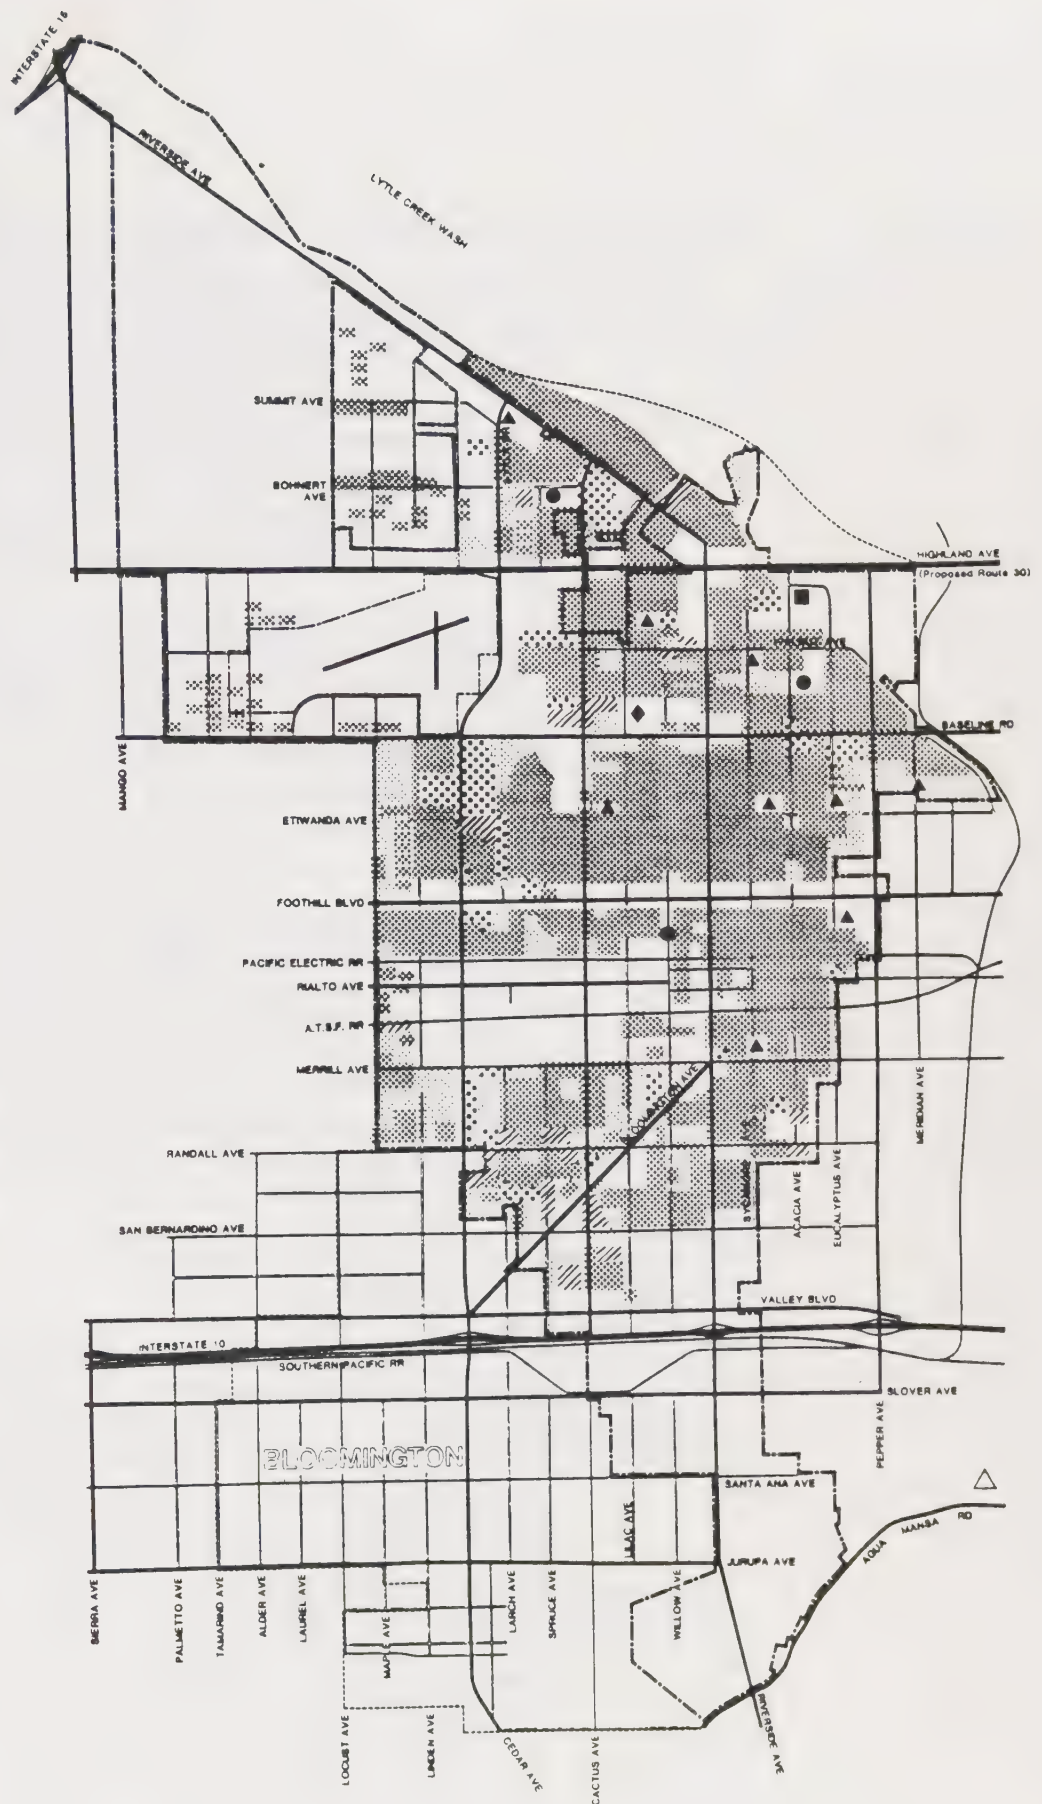 INTERSTATE 15
RIVERSIDE AVE
LYTLE CREEK WASH
SUMMIT AVE
BOHNERT
AVE
HIGHLAND AVE
(Proposed Route 30)
BASELINE RD
MANGO AVE
ETIWANDA AVE
FOOTHILL BLVD
PACIFIC ELECTRIC RR
RIALTO AVE
A.T.S.F. RR
MERRILL AVE
MERIDIAN AVE
RANDALL AVE
SYCAMORE AVE
ACACIA AVE
EUCALYPTUS AVE
SAN BERNARDINO AVE
VALLEY BLVD
INTERSTATE 10
SOUTHERN PACIFIC RR
SLOVER AVE
PEPPER AVE
BLOOMINGTON
SANTA ANA AVE
LILAC AVE
AGUA MANSA RD
JURUPA AVE
SIERRA AVE
PALMETTO AVE
TAMARIND AVE
ALDER AVE
LAUREL AVE
LOCUST AVE
MAPLE AVE
LINDEN AVE
LARCH AVE
SPRUCE AVE
WILLOW AVE
CEDAR AVE
CACTUS AVE
RIVERSIDE AVE